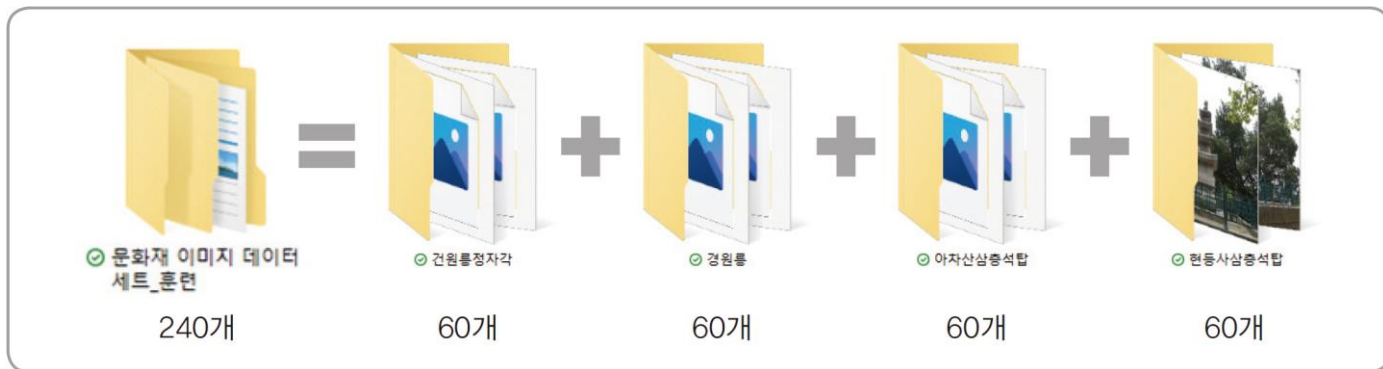 문화재 이미지 데이터
세트_훈련
건원릉정자각
경원릉
아차산삼층석탑
현등사삼층석탑
240개
60개
60개
60개
60개